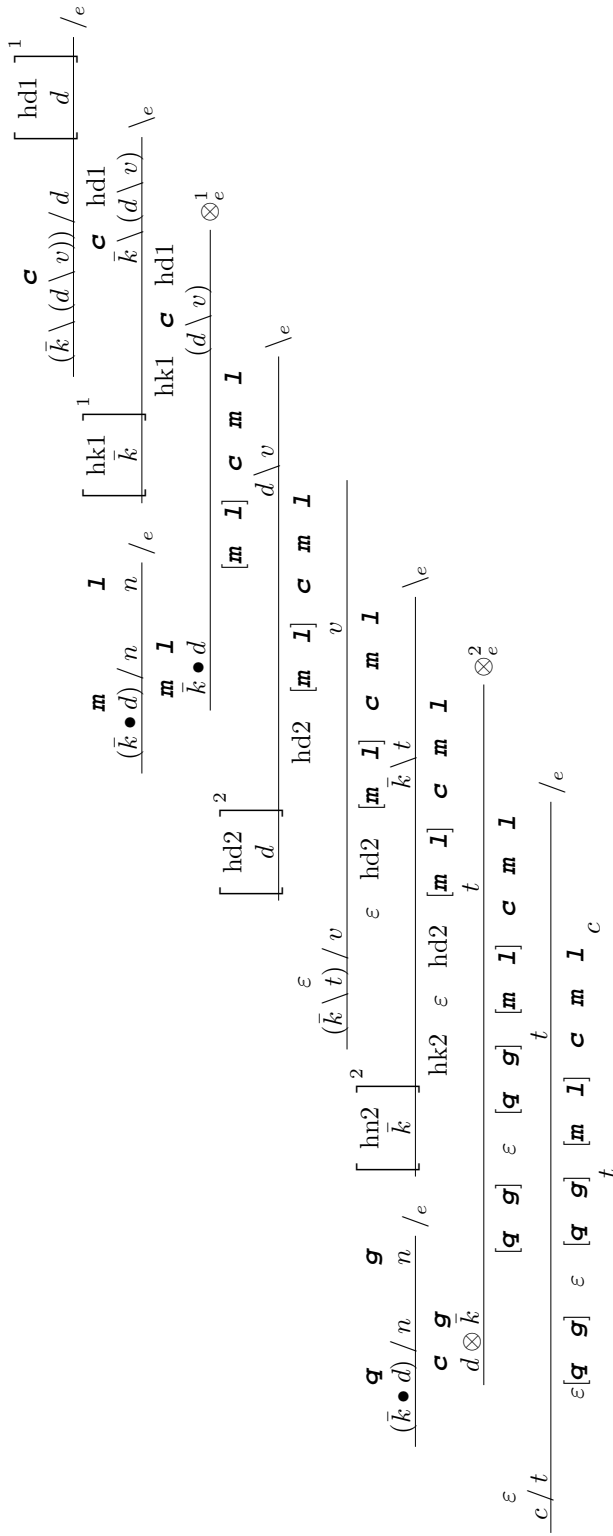 c [ hd1 ] 1
(k̄ \ (d \ v)) / d d /e
[ hk1 ] 1 c hd1
k̄ k̄ \ (d \ v) \e
m l
(k̄ • d) / n n /e
hk1 c hd1
(d \ v)
m l
k̄ • d ⊗1e
[m l] c m l
[ hd2 ] 2
d d \ v \e
hd2 [m l] c m l
v
ε
(k̄ \ t) / v
ε hd2 [m l] c m l
[ hn2 ] 2
k̄ k̄ \ t \e
q g
(k̄ • d) / n n /e
hk2 ε hd2 [m l] c m l
t
c g
d ⊗ k̄ ⊗2e
[q g] ε [q g] [m l] c m l
t
ε
c / t /e
ε[q g] ε [q g] [m l] c m l
t
c